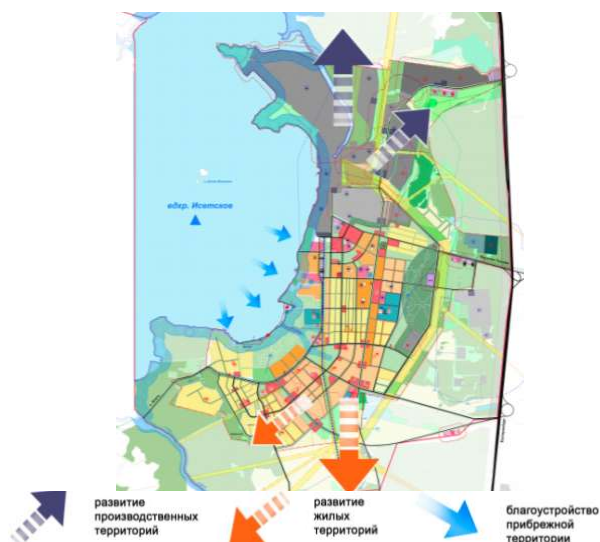 вдхр. Исетское
развитие
производственных
территорий
развитие
жилых
территорий
благоустройство
прибрежной
территории